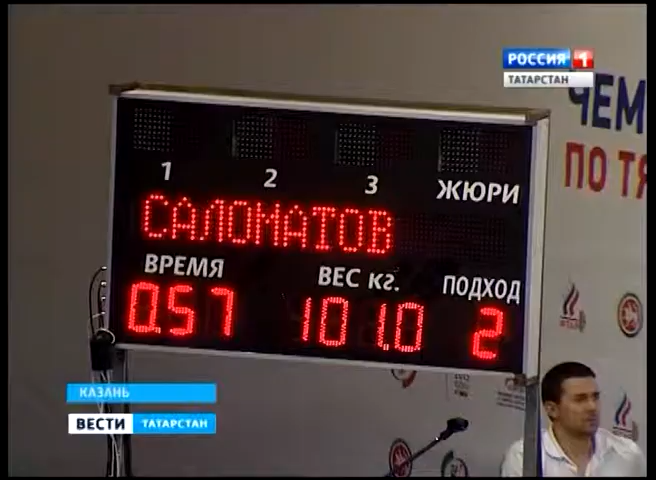 РОССИЯ 1
ТАТАРСТАН
ЧЕМ
ПО ТЯ
1 2 3 ЖЮРИ
САЛОМАТОВ
ВРЕМЯ ВЕС КГ. ПОДХОД
0.57 101.0 2
КАЗАНЬ
ВЕСТИ ТАТАРСТАН